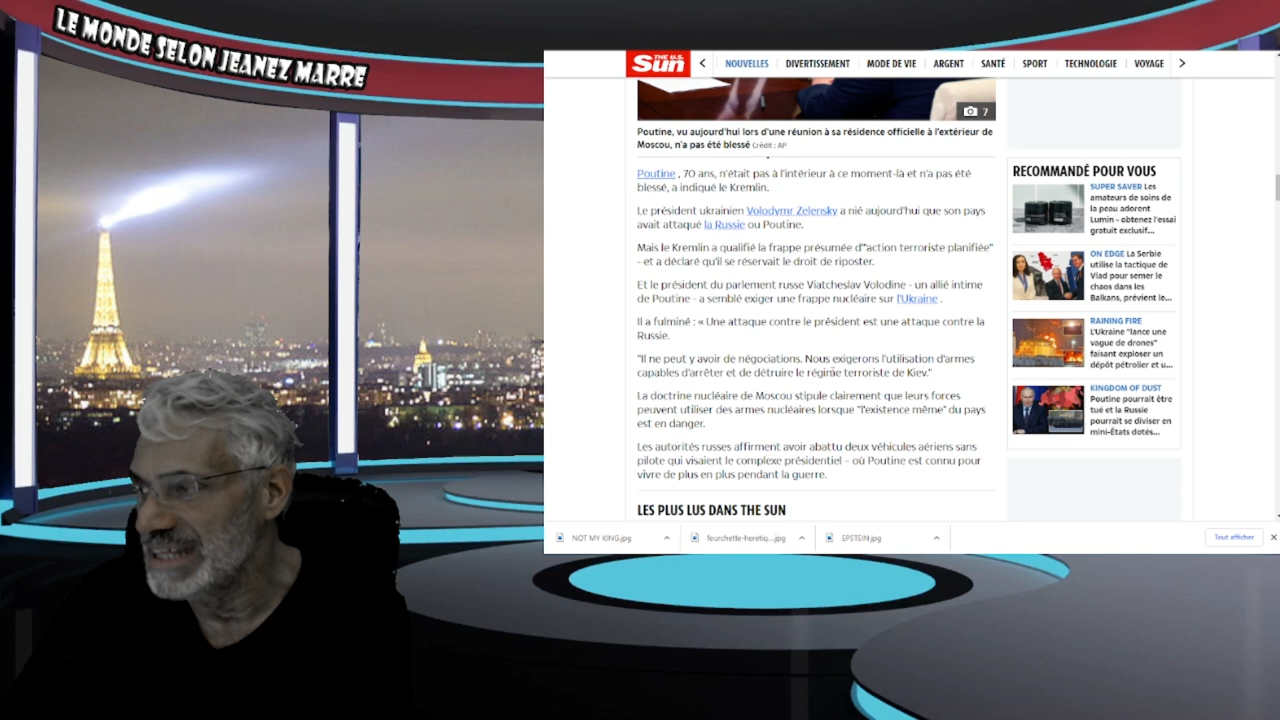 LE MONDE SELON JEANEZ MARRE
THE U.S. Sun
NOUVELLES DIVERTISSEMENT MODE DE VIE ARGENT SANTÉ SPORT TECHNOLOGIE VOYAGE
7
Poutine, vu aujourd'hui lors d'une réunion à sa résidence officielle à l'extérieur de
Moscou, n'a pas été blessé Crédit : AP
Poutine , 70 ans, n'était pas à l'intérieur à ce moment-là et n'a pas été
blessé, a indiqué le Kremlin.
Le président ukrainien Volodymr Zelensky a nié aujourd'hui que son pays
avait attaqué la Russie ou Poutine.
Mais le Kremlin a qualifié la frappe présumée d'"action terroriste planifiée"
- et a déclaré qu'il se réservait le droit de riposter.
Et le président du parlement russe Viatcheslav Volodine - un allié intime
de Poutine - a semblé exiger une frappe nucléaire sur l'Ukraine .
Il a fulminé : « Une attaque contre le président est une attaque contre la
Russie.
"Il ne peut y avoir de négociations. Nous exigerons l'utilisation d'armes
capables d'arrêter et de détruire le régime terroriste de Kiev."
La doctrine nucléaire de Moscou stipule clairement que leurs forces
peuvent utiliser des armes nucléaires lorsque "l'existence même" du pays
est en danger.
Les autorités russes affirment avoir abattu deux véhicules aériens sans
pilote qui visaient le complexe présidentiel – où Poutine est connu pour
vivre de plus en plus pendant la guerre.
LES PLUS LUS DANS THE SUN
RECOMMANDÉ POUR VOUS
SUPER SAVER Les
amateurs de soins de
la peau adorent
Lumin - obtenez l'essai
gratuit exclusif...
ON EDGE La Serbie
utilise la tactique de
Vlad pour semer le
chaos dans les
Balkans, prévient le...
RAINING FIRE
L'Ukraine "lance une
vague de drones"
faisant exploser un
dépôt pétrolier et u...
KINGDOM OF DUST
Poutine pourrait être
tué et la Russie
pourrait se diviser en
mini-États dotés...
NOT MY KING.jpg
fourchette-heretiq....jpg
EPSTEIN.jpg
Tout afficher